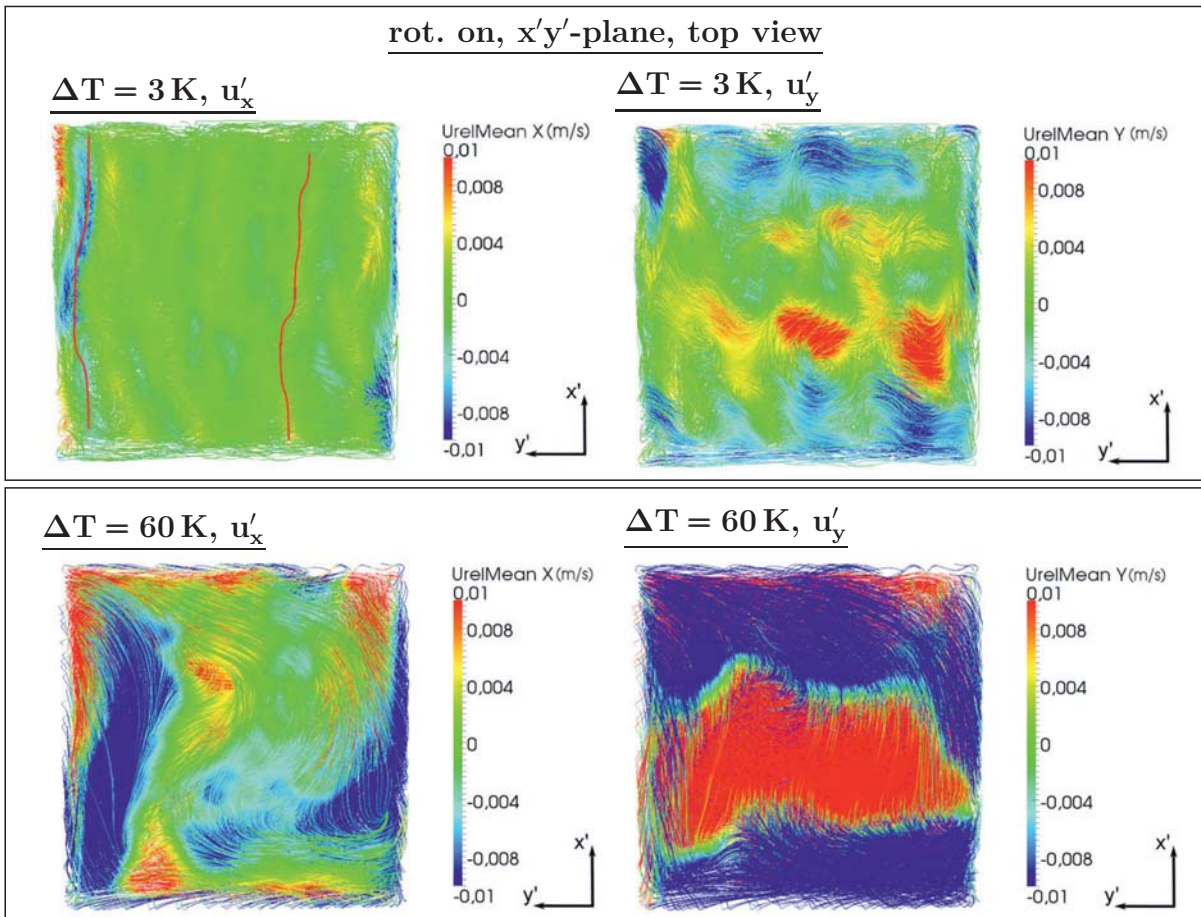 rot. on, x′y′-plane, top view
ΔT = 3 K, u′x
ΔT = 3 K, u′y
UrelMean X (m/s)
0,01
0,008
0,004
0
-0,004
-0,008
-0,01
x'
y'
UrelMean Y (m/s)
0,01
0,008
0,004
0
-0,004
-0,008
-0,01
x'
y'
ΔT = 60 K, u′x
ΔT = 60 K, u′y
UrelMean X (m/s)
0,01
0,008
0,004
0
-0,004
-0,008
-0,01
x'
y'
UrelMean Y (m/s)
0,01
0,008
0,004
0
-0,004
-0,008
-0,01
x'
y'